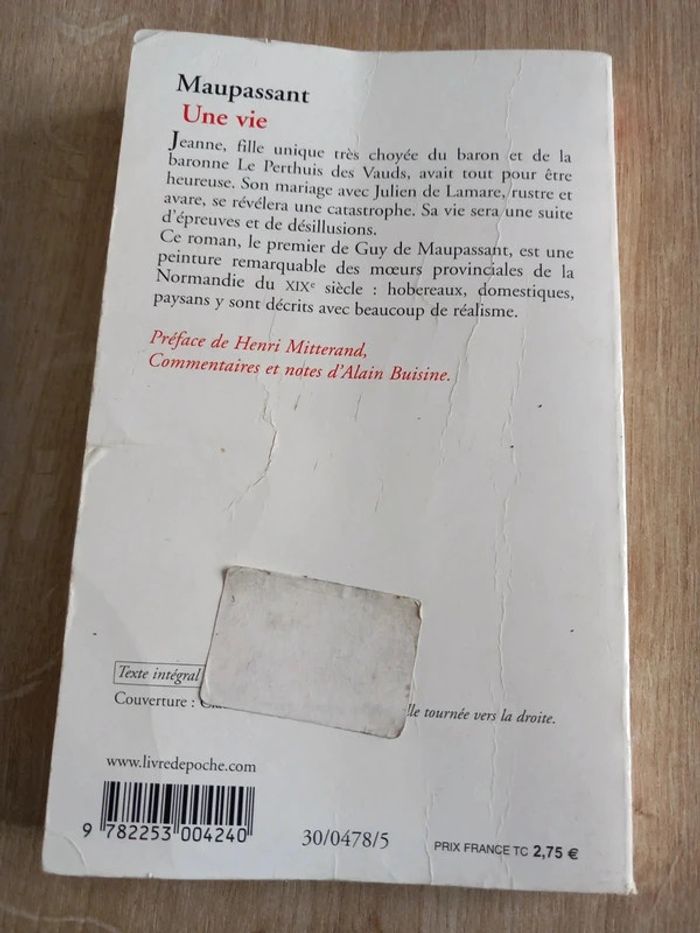 Maupassant
Une vie
Jeanne, fille unique très choyée du baron et de la
baronne Le Perthuis des Vauds, avait tout pour être
heureuse. Son mariage avec Julien de Lamare, rustre et
avare, se révélera une catastrophe. Sa vie sera une suite
d'épreuves et de désillusions.
Ce roman, le premier de Guy de Maupassant, est une
peinture remarquable des mœurs provinciales de la
Normandie du XIXe siècle : hobereaux, domestiques,
paysans y sont décrits avec beaucoup de réalisme.
Préface de Henri Mitterand,
Commentaires et notes d'Alain Buisine.
Texte intégral
Couverture : tournée vers la droite.
www.livredepoche.com
9 782253 004240
30/0478/5
PRIX FRANCE TC 2,75 €